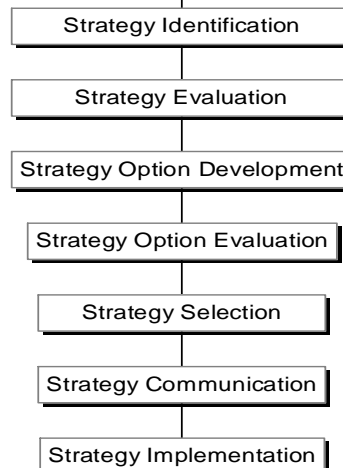 Strategy Identification
Strategy Evaluation
Strategy Option Development
Strategy Option Evaluation
Strategy Selection
Strategy Communication
Strategy Implementation